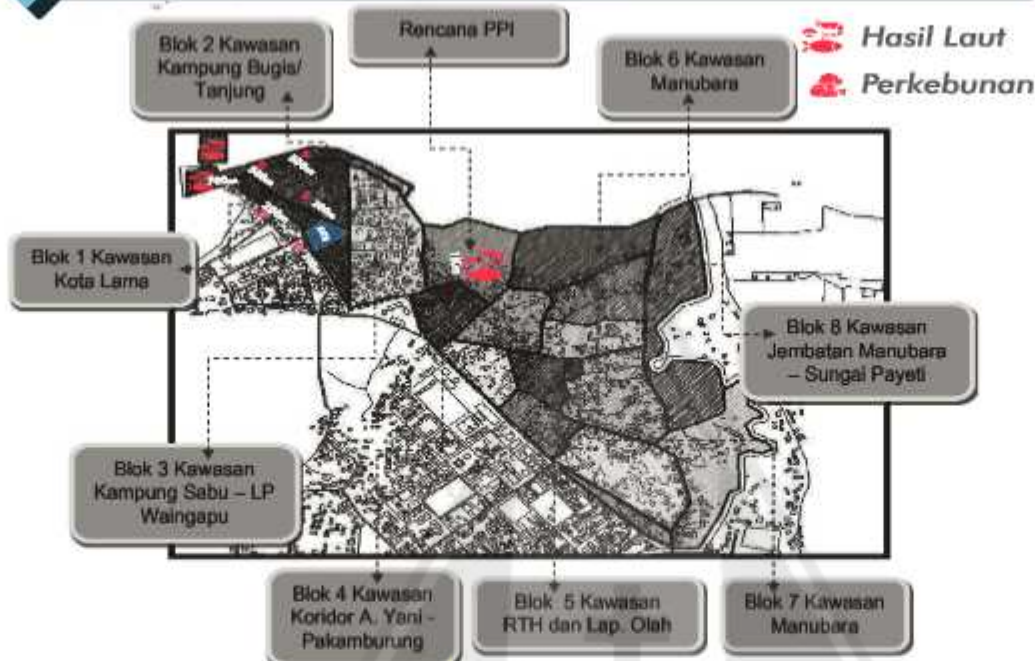 Blok 2 Kawasan
Kampung Bugis/
Tanjung
Rencana PPI
Blok 6 Kawasan
Manubara
Hasil Laut
Perkebunan
Blok 1 Kawasan
Kota Lama
Blok 8 Kawasan
Jembatan Manubara
– Sungai Payeti
Blok 3 Kawasan
Kampung Sabu – LP
Waingapu
Blok 4 Kawasan
Koridor A. Yani -
Pakamburung
Blok 5 Kawasan
RTH dan Lap. Olah
Blok 7 Kawasan
Manubara